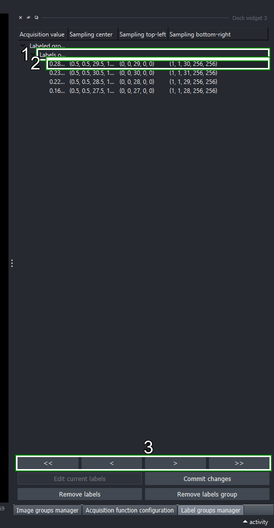 Dock widget 3
Acquisition value Sampling center Sampling top-left Sampling bottom-right
Labeled gro...
1
Labels g...
2
0.28... (0.5, 0.5, 29.5, 1... (0, 0, 29, 0, 0) (1, 1, 30, 256, 256)
0.23... (0.5, 0.5, 30.5, 1... (0, 0, 30, 0, 0) (1, 1, 31, 256, 256)
0.22... (0.5, 0.5, 28.5, 1... (0, 0, 28, 0, 0) (1, 1, 29, 256, 256)
0.16... (0.5, 0.5, 27.5, 1... (0, 0, 27, 0, 0) (1, 1, 28, 256, 256)
3
<< < > >>
Edit current labels Commit changes
Remove labels Remove labels group
Image groups manager Acquisition function configuration Label groups manager
activity